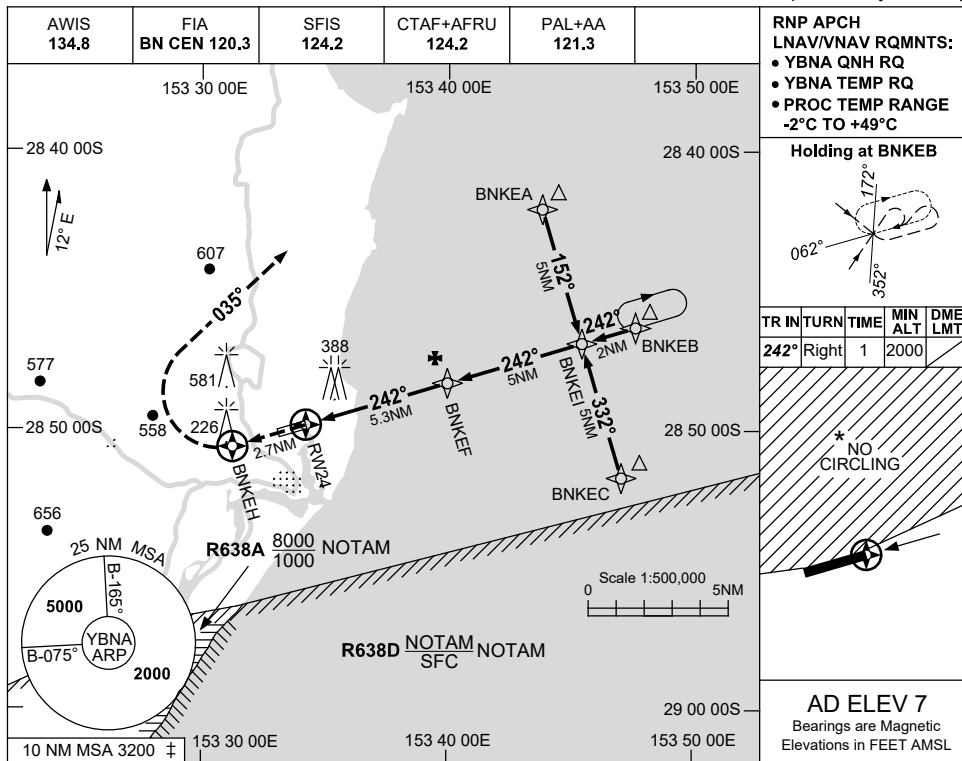 AWIS
134.8
FIA
BN CEN 120.3
SFIS
124.2
CTAF+AFRU
124.2
PAL+AA
121.3
RNP APCH
LNAV/VNAV RQMNTS:
• YBNA QNH RQ
• YBNA TEMP RQ
• PROC TEMP RANGE
-2°C TO +49°C
153 30 00E
153 40 00E
153 50 00E
28 40 00S
28 40 00S
Holding at BNKEB
172°
062°
352°
TR IN
TURN
TIME
MIN ALT
DME LMT
242°
Right
1
2000
12° E
BNKEA
152°
5NM
607
035°
242°
2NM
BNKEB
577
581
388
242°
5NM
BNKEI
558
226
242°
5.3NM
BNKEF
332°
5NM
28 50 00S
28 50 00S
2.7NM
RW24
BNKEH
BNKEC
* NO
CIRCLING
656
R638A 8000
1000 NOTAM
25 NM MSA
B-165°
5000
YBNA
ARP
B-075°
2000
Scale 1:500,000
0
5NM
R638D NOTAM
SFC NOTAM
29 00 00S
10 NM MSA 3200 ‡
153 30 00E
153 40 00E
153 50 00E
AD ELEV 7
Bearings are Magnetic
Elevations in FEET AMSL